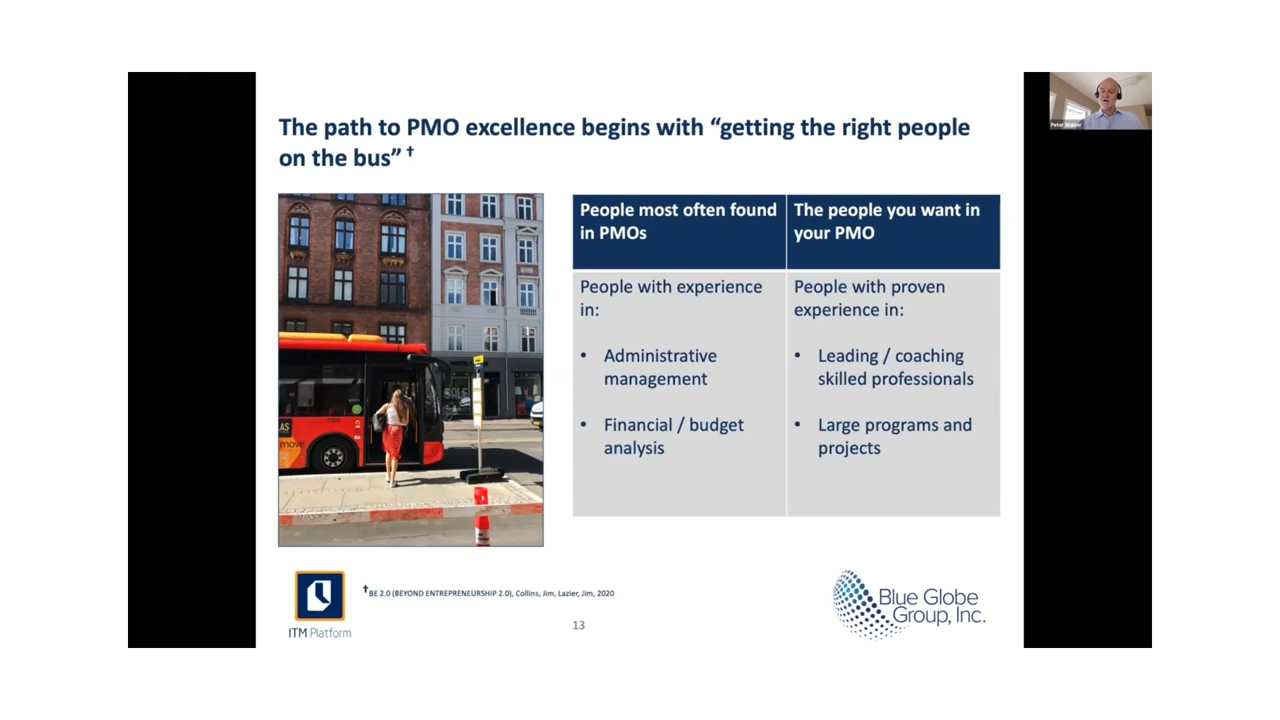 The path to PMO excellence begins with “getting the right people
on the bus” †
People most often found
in PMOs
The people you want in
your PMO
People with experience
in:
• Administrative
management
• Financial / budget
analysis
People with proven
experience in:
• Leading / coaching
skilled professionals
• Large programs and
projects
SALE
move
ITM Platform
†BE 2.0 (BEYOND ENTREPRENEURSHIP 2.0), Collins, Jim, Lazier, Jim, 2020
13
Blue Globe
Group, Inc.